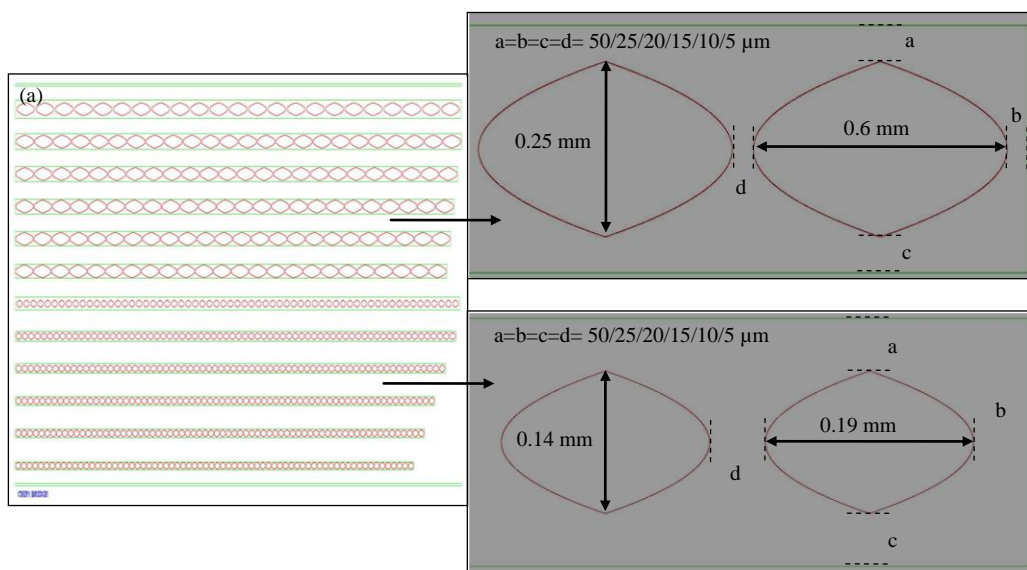 (a)
a=b=c=d= 50/25/20/15/10/5 µm
a
b
0.25 mm
0.6 mm
d
c
a=b=c=d= 50/25/20/15/10/5 µm
a
b
0.14 mm
0.19 mm
d
c